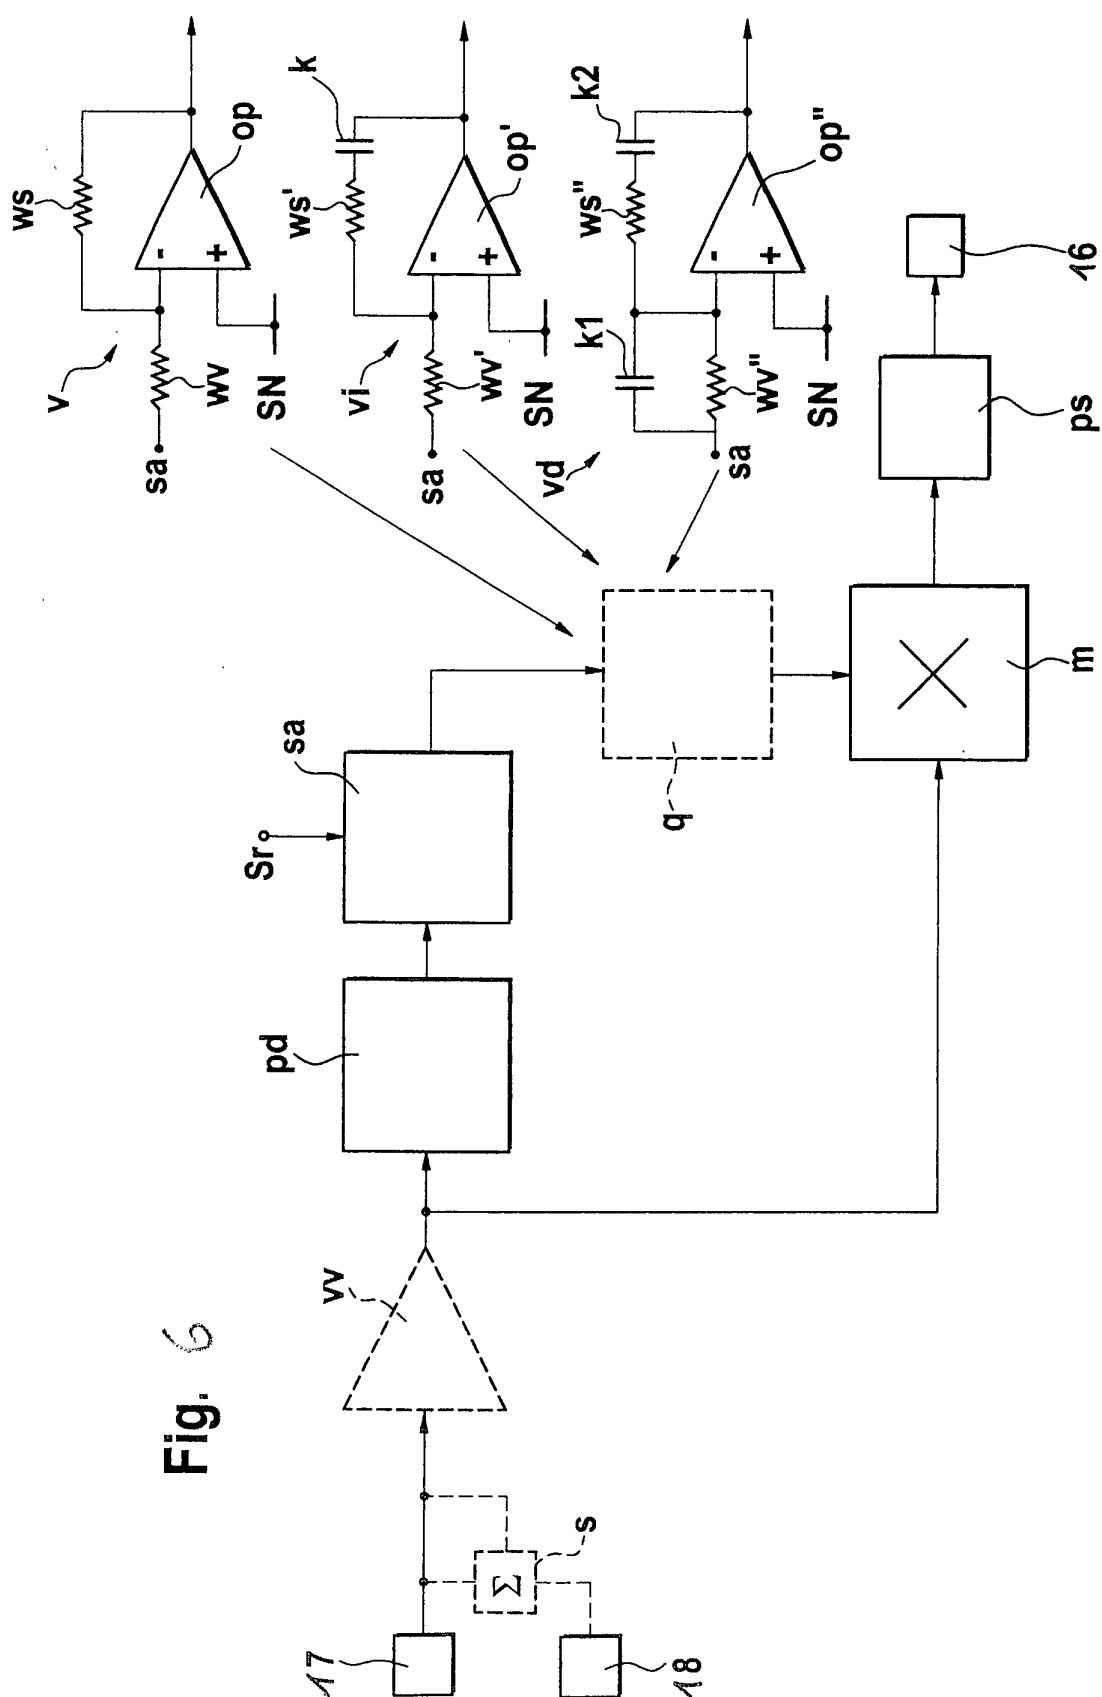 Fig. 6
17
18
Σ
s
vv
pd
Sr
sa
q
m
ps
16
v
sa
wv
ws
-
+
SN
op
vi
sa
wv'
ws'
k
-
+
SN
op'
vd
sa
k1
wv"
ws"
k2
-
+
SN
op"